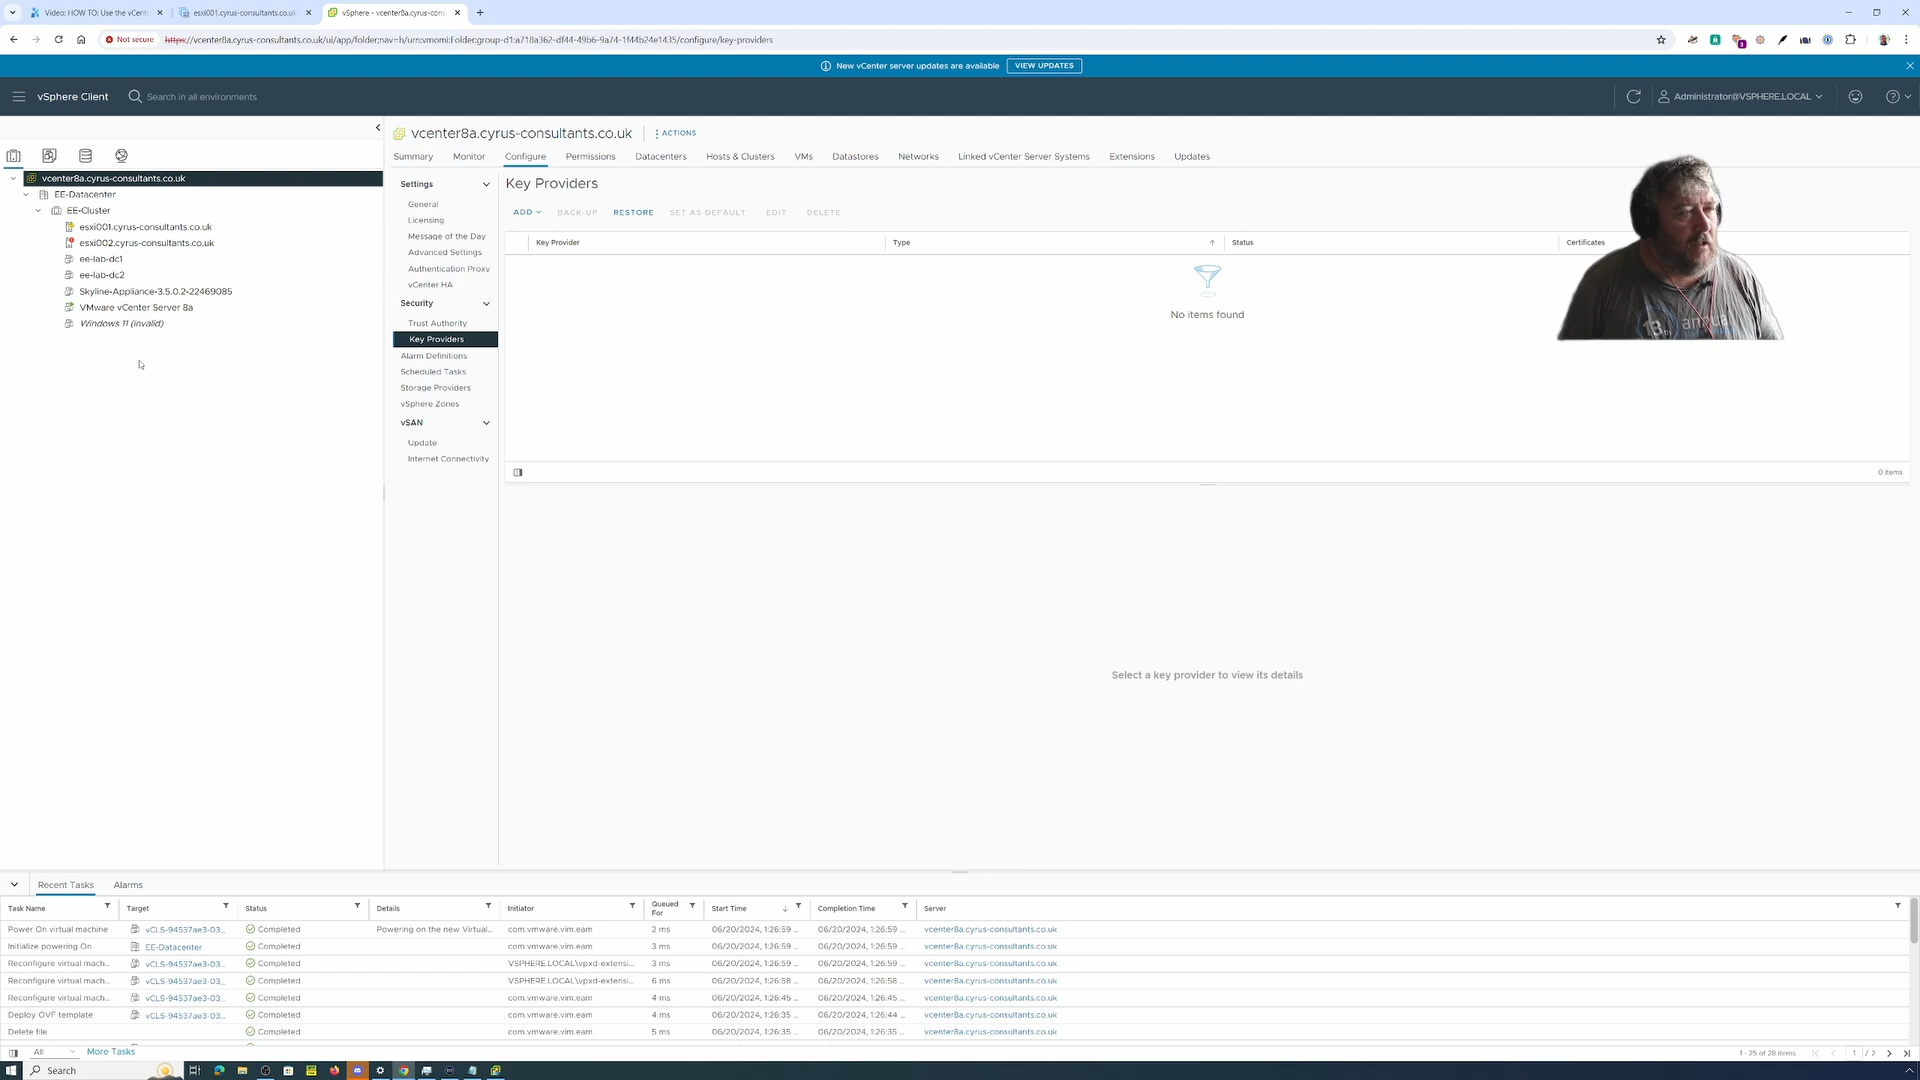 Video: HOW TO: Use the vCent
esxi001.cyrus-consultants.co.uk
vSphere - vcenter8a.cyrus-cons
Not secure
https://vcenter8a.cyrus-consultants.co.uk/ui/app/folder;nav=h/urn:vmomi:Folder:group-d1:a718a362-df44-49b6-9a74-1f44b24e1435/configure/key-providers
3
New vCenter server updates are available
VIEW UPDATES
vSphere Client
Search in all environments
Administrator@VSPHERE.LOCAL
vcenter8a.cyrus-consultants.co.uk
ACTIONS
Summary
Monitor
Configure
Permissions
Datacenters
Hosts & Clusters
VMs
Datastores
Networks
Linked vCenter Server Systems
Extensions
Updates
vcenter8a.cyrus-consultants.co.uk
EE-Datacenter
EE-Cluster
esxi001.cyrus-consultants.co.uk
esxi002.cyrus-consultants.co.uk
ee-lab-dc1
ee-lab-dc2
Skyline-Appliance-3.5.0.2-22469085
VMware vCenter Server 8a
Windows 11 (invalid)
Settings
General
Licensing
Message of the Day
Advanced Settings
Authentication Proxy
vCenter HA
Security
Trust Authority
Key Providers
Alarm Definitions
Scheduled Tasks
Storage Providers
vSphere Zones
vSAN
Update
Internet Connectivity
Key Providers
ADD
BACK-UP
RESTORE
SET AS DEFAULT
EDIT
DELETE
Key Provider
Type
Status
Certificates
No items found
0 items
Select a key provider to view its details
Recent Tasks
Alarms
Task Name
Target
Status
Details
Initiator
Queued For
Start Time
Completion Time
Server
Power On virtual machine vCLS-94537ae3-03... Completed Powering on the new Virtual... com.vmware.vim.eam 2 ms 06/20/2024, 1:26:59 ... 06/20/2024, 1:26:59 ... vcenter8a.cyrus-consultants.co.uk
Initialize powering On EE-Datacenter Completed com.vmware.vim.eam 3 ms 06/20/2024, 1:26:59 ... 06/20/2024, 1:26:59 ... vcenter8a.cyrus-consultants.co.uk
Reconfigure virtual mach... vCLS-94537ae3-03... Completed VSPHERE.LOCAL\vpxd-extensi... 3 ms 06/20/2024, 1:26:59 ... 06/20/2024, 1:26:59 ... vcenter8a.cyrus-consultants.co.uk
Reconfigure virtual mach... vCLS-94537ae3-03... Completed VSPHERE.LOCAL\vpxd-extensi... 6 ms 06/20/2024, 1:26:58 ... 06/20/2024, 1:26:58 ... vcenter8a.cyrus-consultants.co.uk
Reconfigure virtual mach... vCLS-94537ae3-03... Completed com.vmware.vim.eam 4 ms 06/20/2024, 1:26:45 ... 06/20/2024, 1:26:45 ... vcenter8a.cyrus-consultants.co.uk
Deploy OVF template vCLS-94537ae3-03... Completed com.vmware.vim.eam 4 ms 06/20/2024, 1:26:35 ... 06/20/2024, 1:26:44 ... vcenter8a.cyrus-consultants.co.uk
Delete file Completed com.vmware.vim.eam 5 ms 06/20/2024, 1:26:35 ... 06/20/2024, 1:26:35 ... vcenter8a.cyrus-consultants.co.uk
All
More Tasks
1 - 25 of 28 items
1 / 2
Search